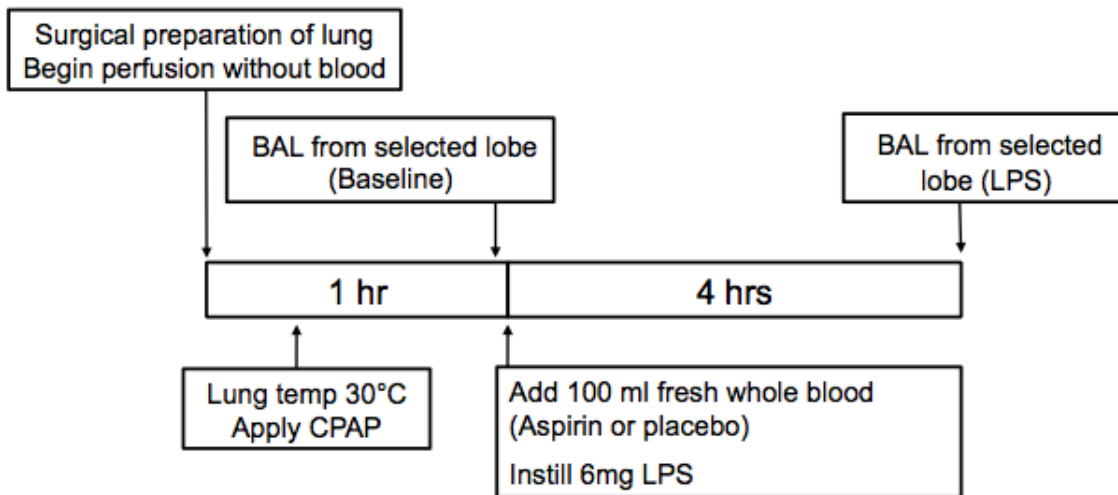 Surgical preparation of lung
Begin perfusion without blood
BAL from selected lobe
(Baseline)
BAL from selected
lobe (LPS)
1 hr
4 hrs
Lung temp 30°C
Apply CPAP
Add 100 ml fresh whole blood
(Aspirin or placebo)
Instill 6mg LPS